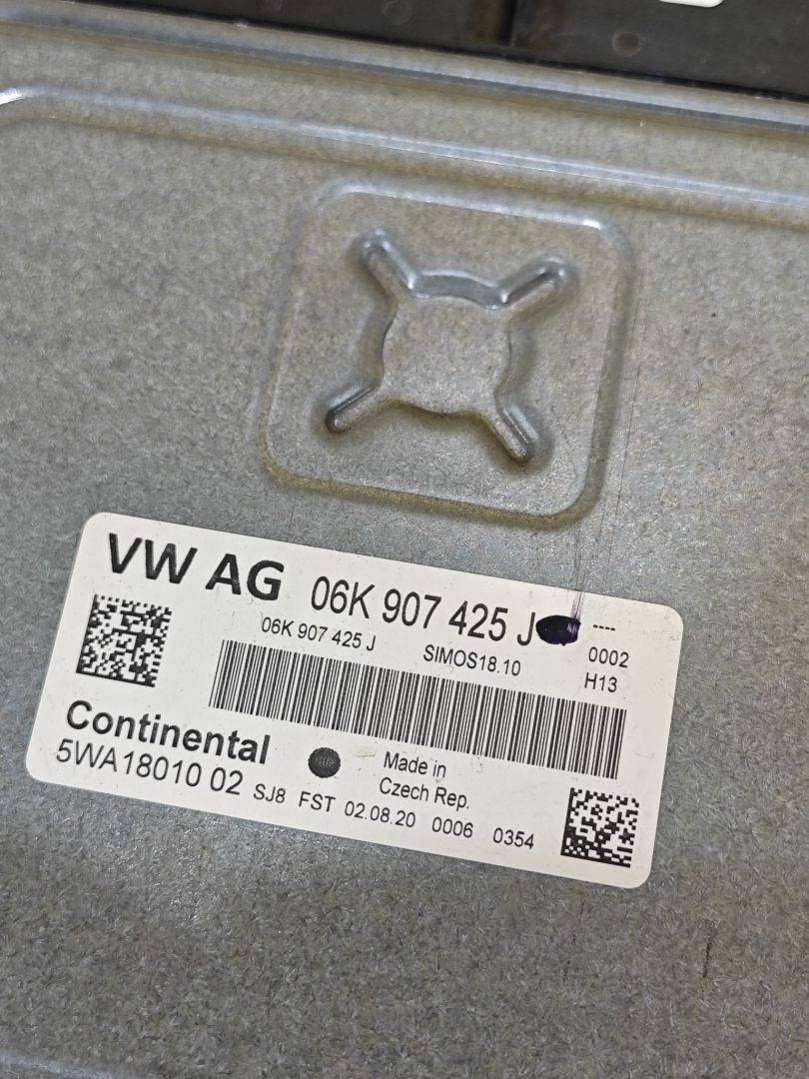 VW AG 06K 907 425 J ----
06K 907 425 J SIMOS18.10 0002
H13
Continental
5WA18010 02
Made in
Czech Rep.
SJ8 FST 02.08.20 0006 0354